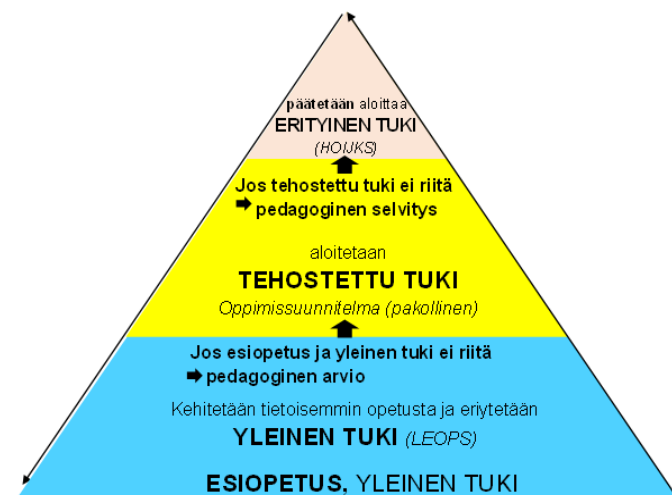 päätetään aloittaa
ERITYINEN TUKI
(HOIJKS)
Jos tehostettu tuki ei riitä
pedagoginen selvitys
aloitetaan
TEHOSTETTU TUKI
Oppimissuunnitelma (pakollinen)
Jos esiopetus ja yleinen tuki ei riitä
pedagoginen arvio
Kehitetään tietoisemmin opetusta ja eriytetään
YLEINEN TUKI (LEOPS)
ESIOPETUS, YLEINEN TUKI